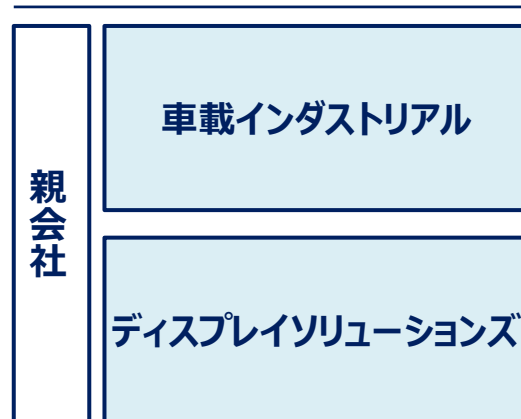 親会社
車載インダストリアル
ディスプレイソリューションズ